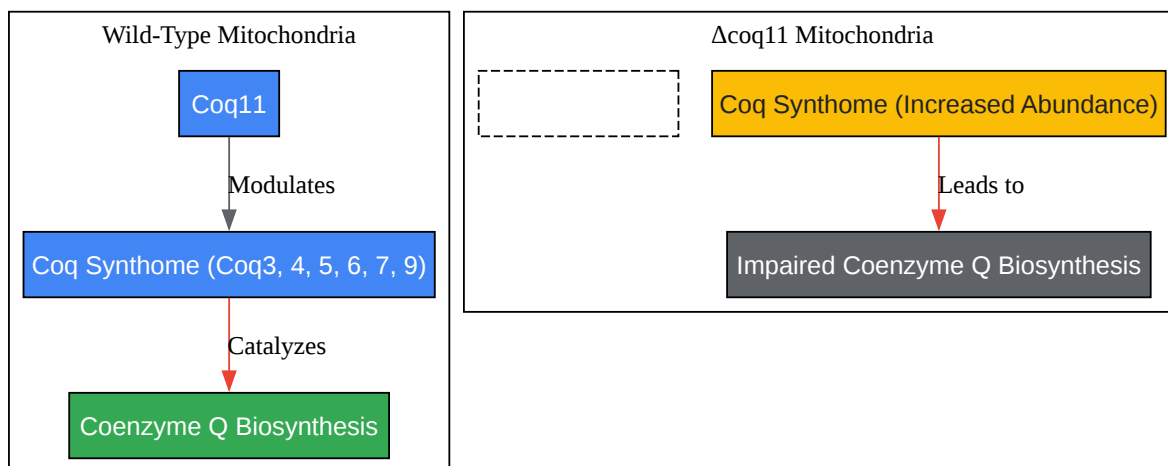 Wild-Type Mitochondria
Coq11
Modulates
Coq Synthome (Coq3, 4, 5, 6, 7, 9)
Catalyzes
Coenzyme Q Biosynthesis
Δcoq11 Mitochondria
Coq Synthome (Increased Abundance)
Leads to
Impaired Coenzyme Q Biosynthesis